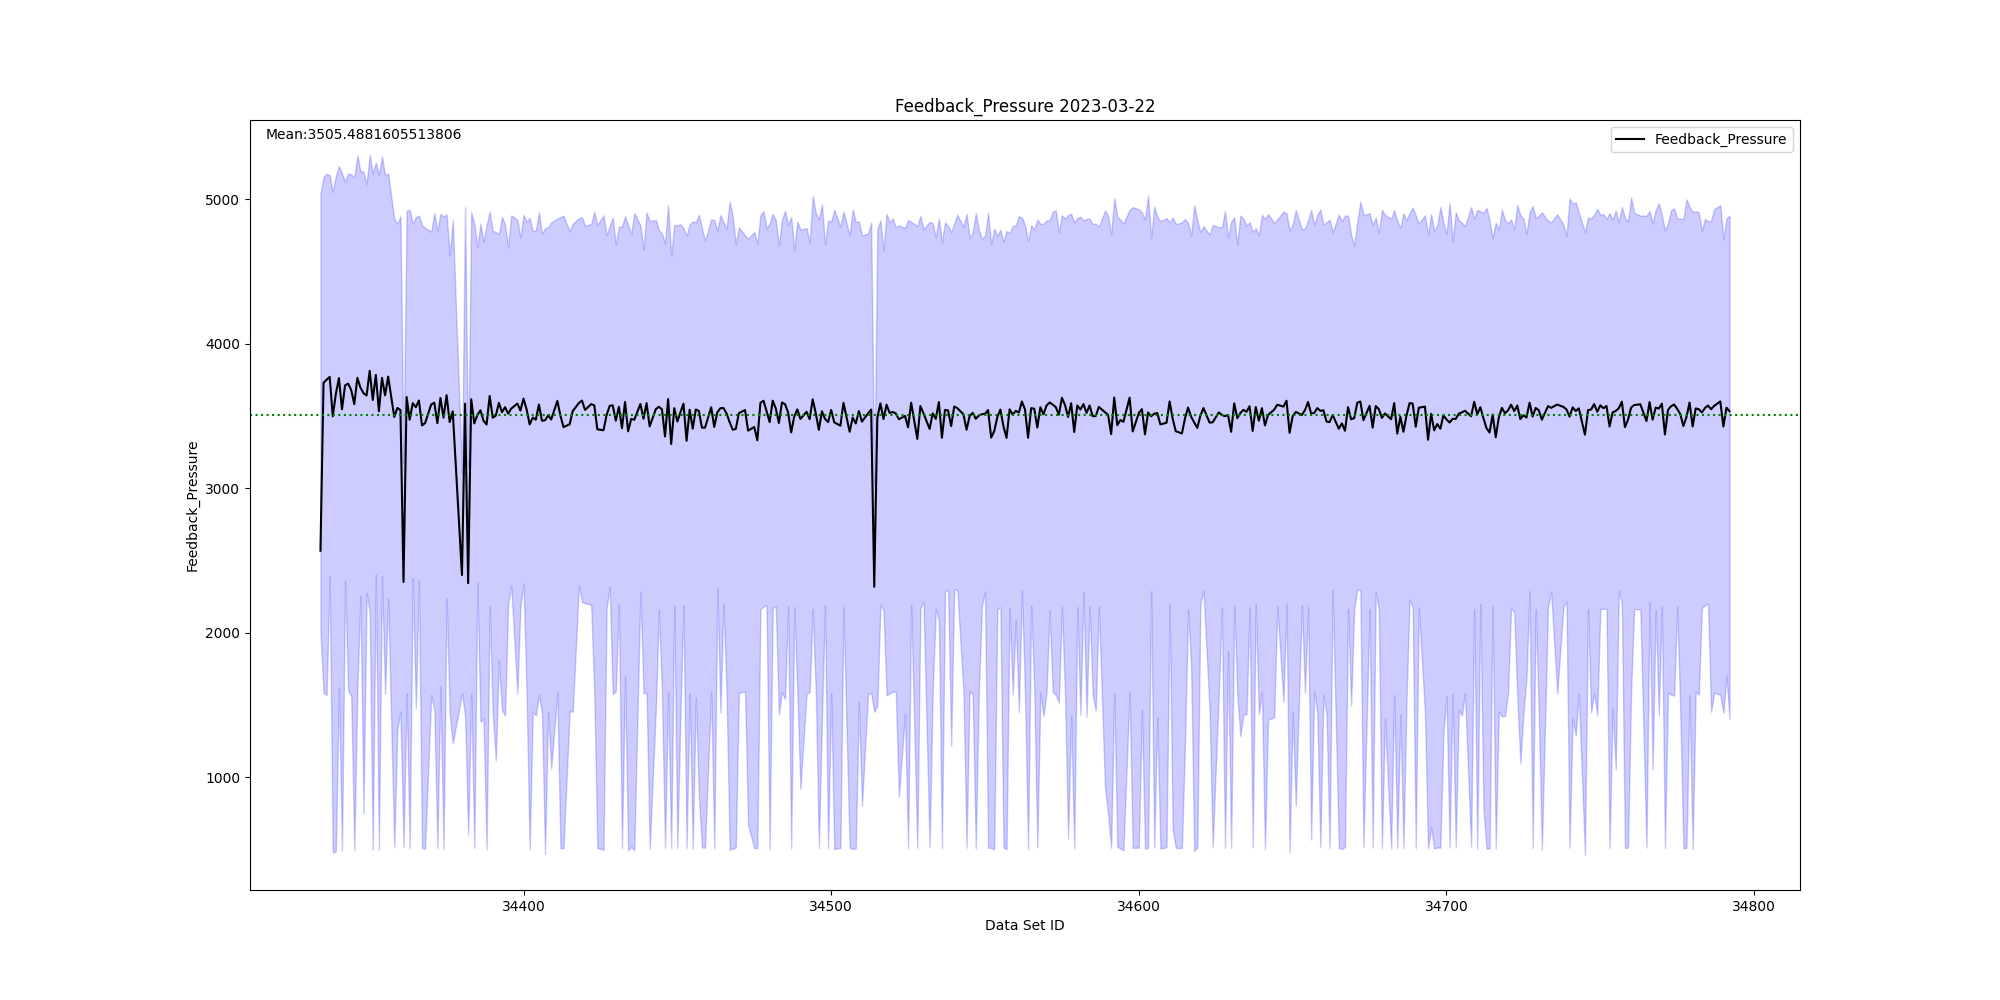 Feedback_Pressure 2023-03-22
Mean:3505.4881605513806
Feedback_Pressure
5000
4000
3000
2000
1000
Feedback_Pressure
34400
34500
34600
34700
34800
Data Set ID